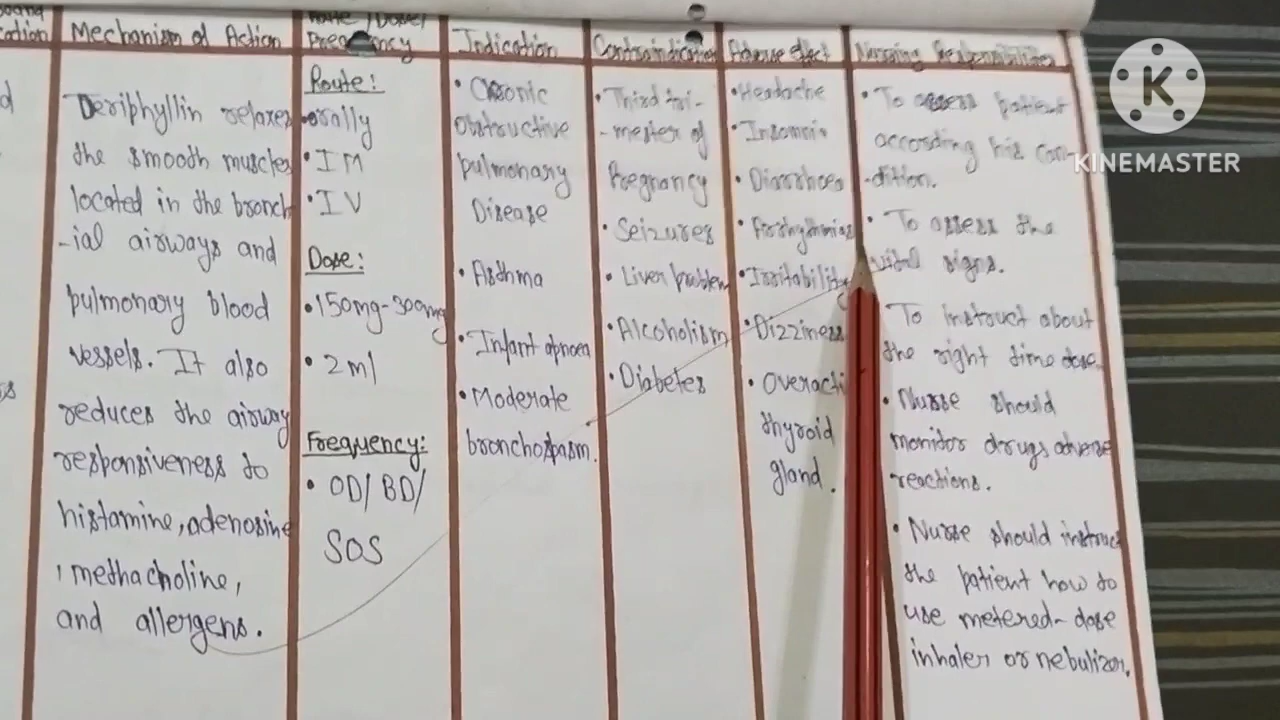 Mechanism of Action
Deriphyllin relaxes
the smooth muscles
located in the bronch
-ial airways and
pulmonary blood
vessels. It also
reduces the airway
responsiveness to
histamine, adenosine
, methacholine,
and allergens.
Route:
• orally
• IM
• IV
Dose:
• 150mg-300mg
• 2ml
Frequency:
• OD/ BD/
SOS
Indication
• Chronic
obstructive
pulmonary
Disease
• Asthma
• Infant apnoea
• Moderate
bronchospasm.
Contraindication
• Third tri-
-mester of
Pregnancy
• Seizures
• Liver problem
• Alcoholism
• Diabetes
Adverse effect
• Headache
• Insomnia
• Diarrhoea
• Arrhythmias
• Irritability
• Dizziness
• Overacti
thyroid
gland.
Nursing Responsibilities
• To assess patient
according his con-
-dition.
• To assess the
vital signs.
To instruct about
the right time dose.
• Nurse should
monitor drugs adverse
reactions.
• Nurse should instruct
the patient how to
use metered-dose
inhaler or nebulizer.
K
KINEMASTER